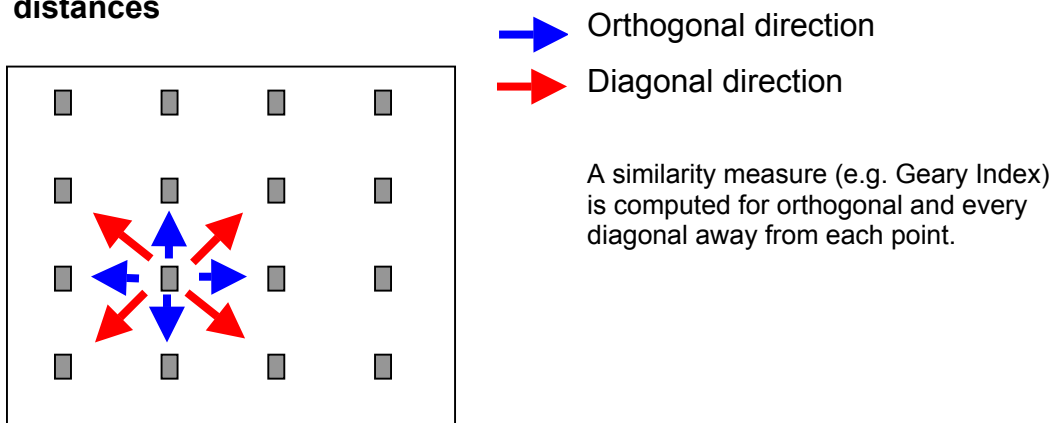 distances
Orthogonal direction
Diagonal direction
A similarity measure (e.g. Geary Index)
is computed for orthogonal and every
diagonal away from each point.